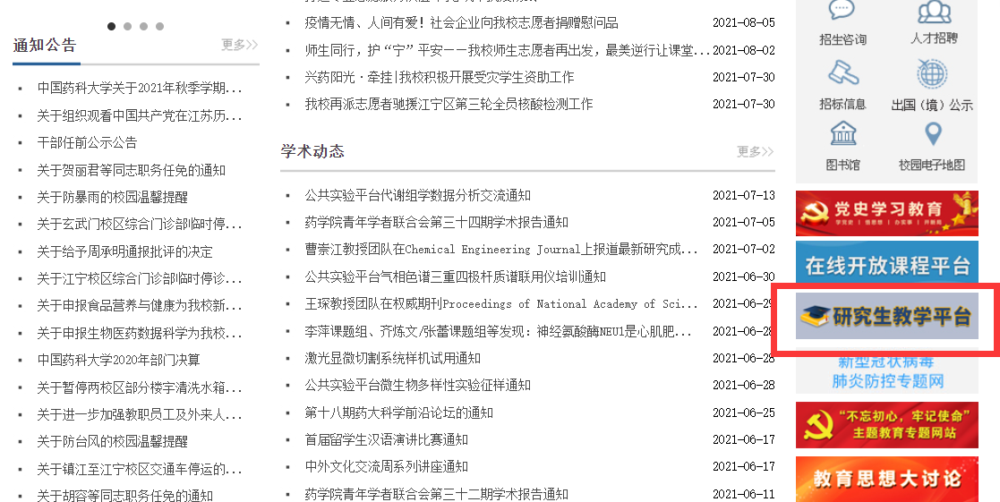 通知公告
更多>>
中国药科大学关于2021年秋季学期...
关于组织观看中国共产党在江苏历...
干部任前公示公告
关于贺丽君等同志职务任免的通知
关于防暴雨的校园温馨提醒
关于玄武门校区综合门诊部临时停...
关于给予周承明通报批评的决定
关于江宁校区综合门诊部临时停诊...
关于申报食品营养与健康为我校新...
关于申报生物医药数据科学为我校...
中国药科大学2020年部门决算
关于暂停两校区部分楼宇清洗水箱...
关于进一步加强教职员工及外来人...
关于防台风的校园温馨提醒
关于镇江至江宁校区交通车停运的...
关于胡容等同志职务任免的通知
疫情无情、人间有爱！社会企业向我校志愿者捐赠慰问品 2021-08-05
师生同行，护“宁”平安——我校师生志愿者再出发，最美逆行让课堂... 2021-08-02
兴药阳光·牵挂|我校积极开展受灾学生资助工作 2021-07-30
我校再派志愿者驰援江宁区第三轮全员核酸检测工作 2021-07-30
学术动态
更多>>
公共实验平台代谢组学数据分析交流通知 2021-07-13
药学院青年学者联合会第三十四期学术报告通知 2021-07-05
曹崇江教授团队在Chemical Engineering Journal上报道最新研究成... 2021-07-02
公共实验平台气相色谱三重四极杆质谱联用仪培训通知 2021-06-30
王琛教授团队在权威期刊Proceedings of National Academy of Sci... 2021-06-29
李萍课题组、齐炼文/张蕾课题组等发现：神经氨酸酶NEU1是心肌肥... 2021-06-28
激光显微切割系统样机试用通知 2021-06-28
公共实验平台微生物多样性实验征样通知 2021-06-28
第十八期药大科学前沿论坛的通知 2021-06-25
首届留学生汉语演讲比赛通知 2021-06-17
中外文化交流周系列讲座通知 2021-06-17
药学院青年学者联合会第三十二期学术报告通知 2021-06-11
招生咨询
人才招聘
招标信息
出国（境）公示
图书馆
校园电子地图
党史学习教育
学党史 | 悟思想 | 办实事 | 开新局
在线开放课程平台
研究生教学平台
新型冠状病毒
肺炎防控专题网
“不忘初心，牢记使命”
主题教育专题网站
教育思想大讨论